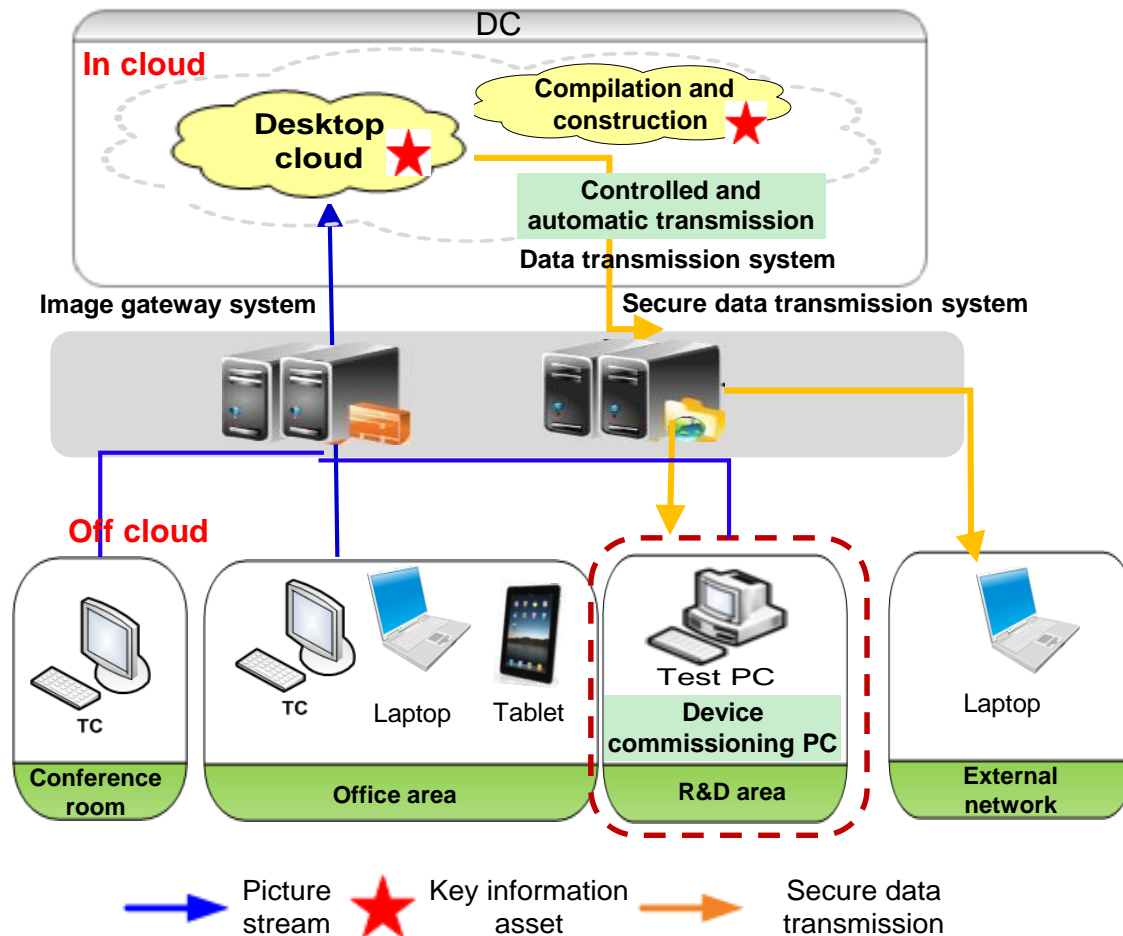 DC
In cloud
Desktop
cloud
Compilation and
construction
Controlled and
automatic transmission
Data transmission system
Image gateway system
Secure data transmission system
Off cloud
TC
TC
Laptop
Tablet
Test PC
Device
commissioning PC
Laptop
Conference
room
Office area
R&D area
External
network
Picture
stream
Key information
asset
Secure data
transmission